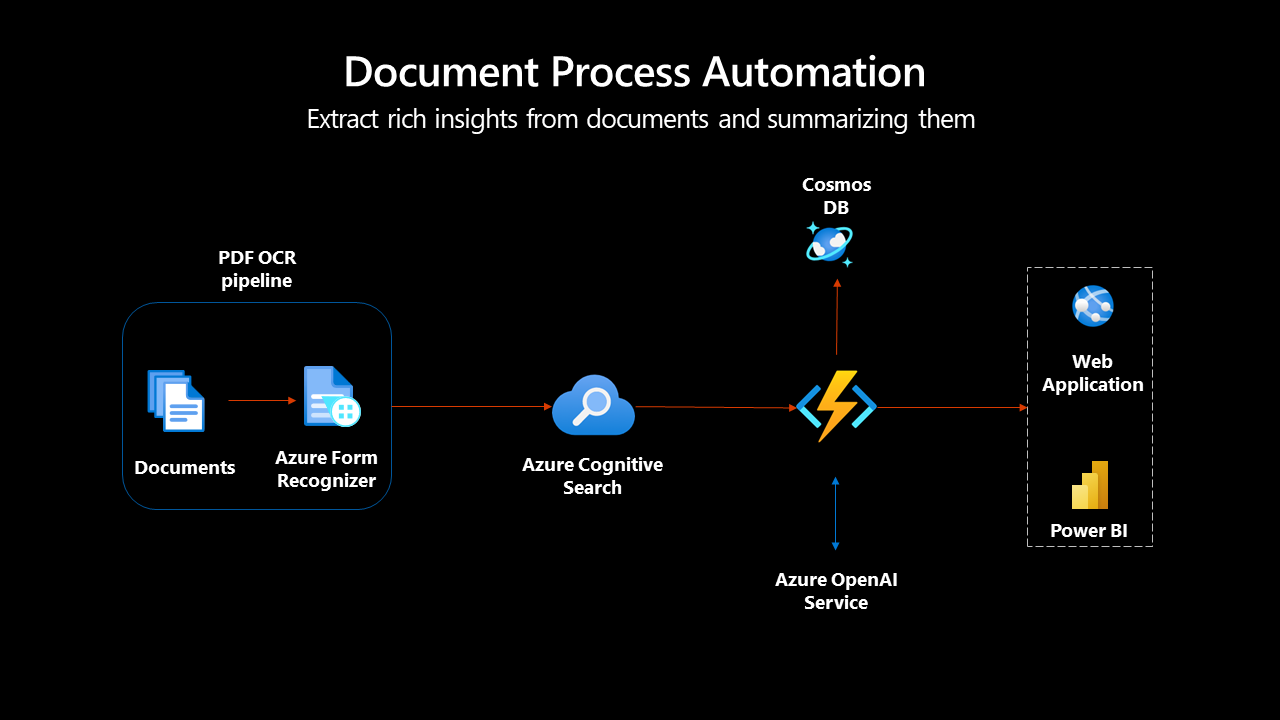 Document Process Automation
Extract rich insights from documents and summarizing them
Cosmos
DB
PDF OCR
pipeline
Documents
Azure Form
Recognizer
Azure Cognitive
Search
Azure OpenAI
Service
Web
Application
Power BI